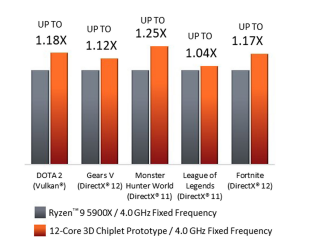 UP TO
1.18X
UP TO
1.12X
UP TO
1.25X
UP TO
1.04X
UP TO
1.17X
DOTA 2
(Vulkan®)
Gears V
(DirectX® 12)
Monster
Hunter World
(DirectX® 11)
League of
Legends
(DirectX® 11)
Fortnite
(DirectX® 12)
Ryzen™ 9 5900X / 4.0 GHz Fixed Frequency
12-Core 3D Chiplet Prototype / 4.0 GHz Fixed Frequency